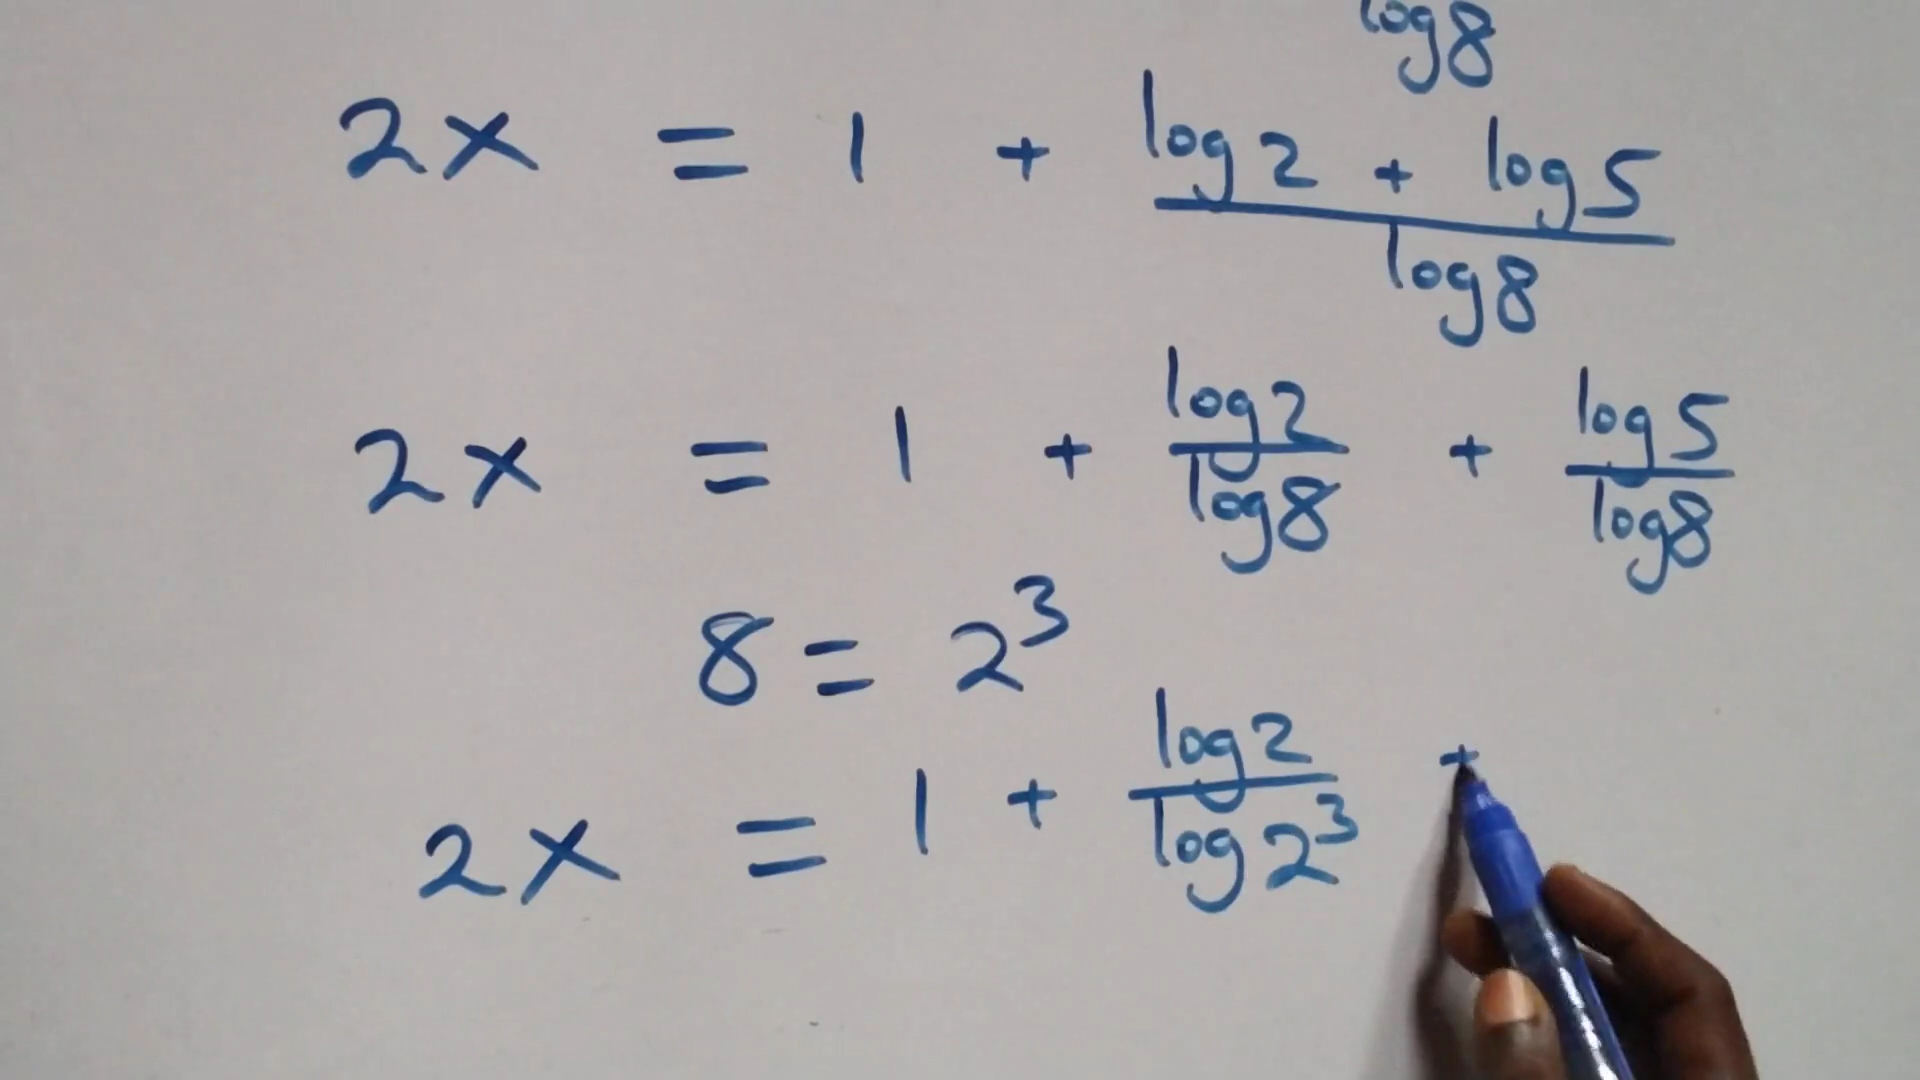 log8
2x = 1 + (log2 + log5)/log8
2x = 1 + log2/log8 + log5/log8
8 = 2³
2x = 1 + log2/log2³ +